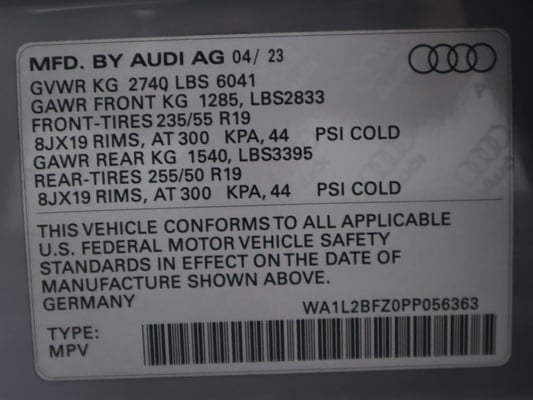 MFD. BY AUDI AG 04/ 23
GVWR KG 2740 LBS 6041
GAWR FRONT KG 1285, LBS2833
FRONT-TIRES 235/55 R19
8JX19 RIMS, AT 300 KPA, 44 PSI COLD
GAWR REAR KG 1540, LBS3395
REAR-TIRES 255/50 R19
8JX19 RIMS, AT 300 KPA, 44 PSI COLD
THIS VEHICLE CONFORMS TO ALL APPLICABLE
U.S. FEDERAL MOTOR VEHICLE SAFETY
STANDARDS IN EFFECT ON THE DATE OF
MANUFACTURE SHOWN ABOVE.
GERMANY
WA1L2BFZ0PP056363
TYPE:
MPV